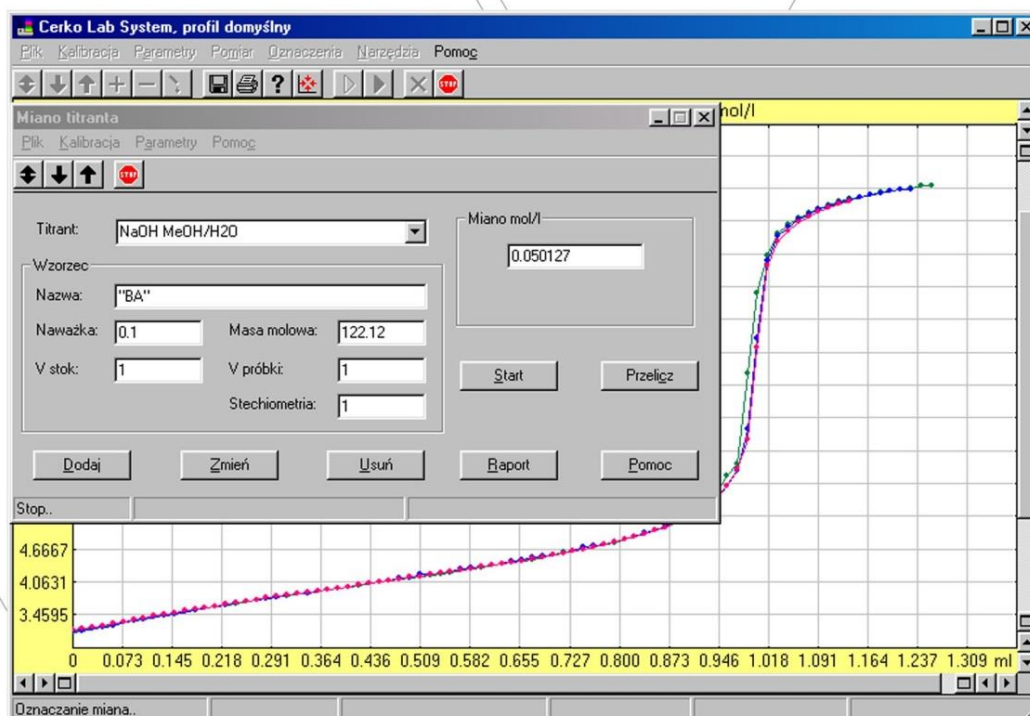 Cerko Lab System, profil domyślny
Plik Kalibracja Parametry Pomiar Oznaczenia Narzędzia Pomoc
STOP
mol/l
Miano titranta
Plik Kalibracja Parametry Pomoc
STOP
Titrant: NaOH MeOH/H2O
Miano mol/l
0.050127
Wzorzec
Nazwa: "BA"
Naważka: 0.1 Masa molowa: 122.12
V stok: 1 V próbki: 1
Stechiometria: 1
Start Przelicz
Dodaj Zmień Usuń Raport Pomoc
Stop..
4.6667
4.0631
3.4595
0 0.073 0.145 0.218 0.291 0.364 0.436 0.509 0.582 0.655 0.727 0.800 0.873 0.946 1.018 1.091 1.164 1.237 1.309 ml
Oznaczanie miana..